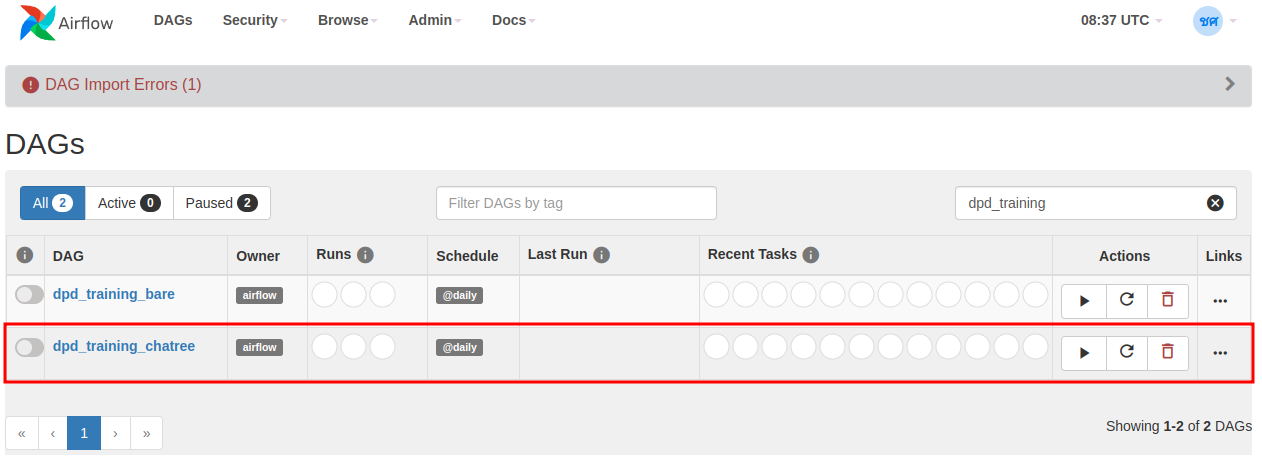 Airflow DAGs Security Browse Admin Docs 08:37 UTC ชศ
DAG Import Errors (1)
DAGs
All 2 Active 0 Paused 2 Filter DAGs by tag dpd_training
DAG Owner Runs Schedule Last Run Recent Tasks Actions Links
dpd_training_bare airflow @daily
dpd_training_chatree airflow @daily
« ‹ 1 › » Showing 1-2 of 2 DAGs